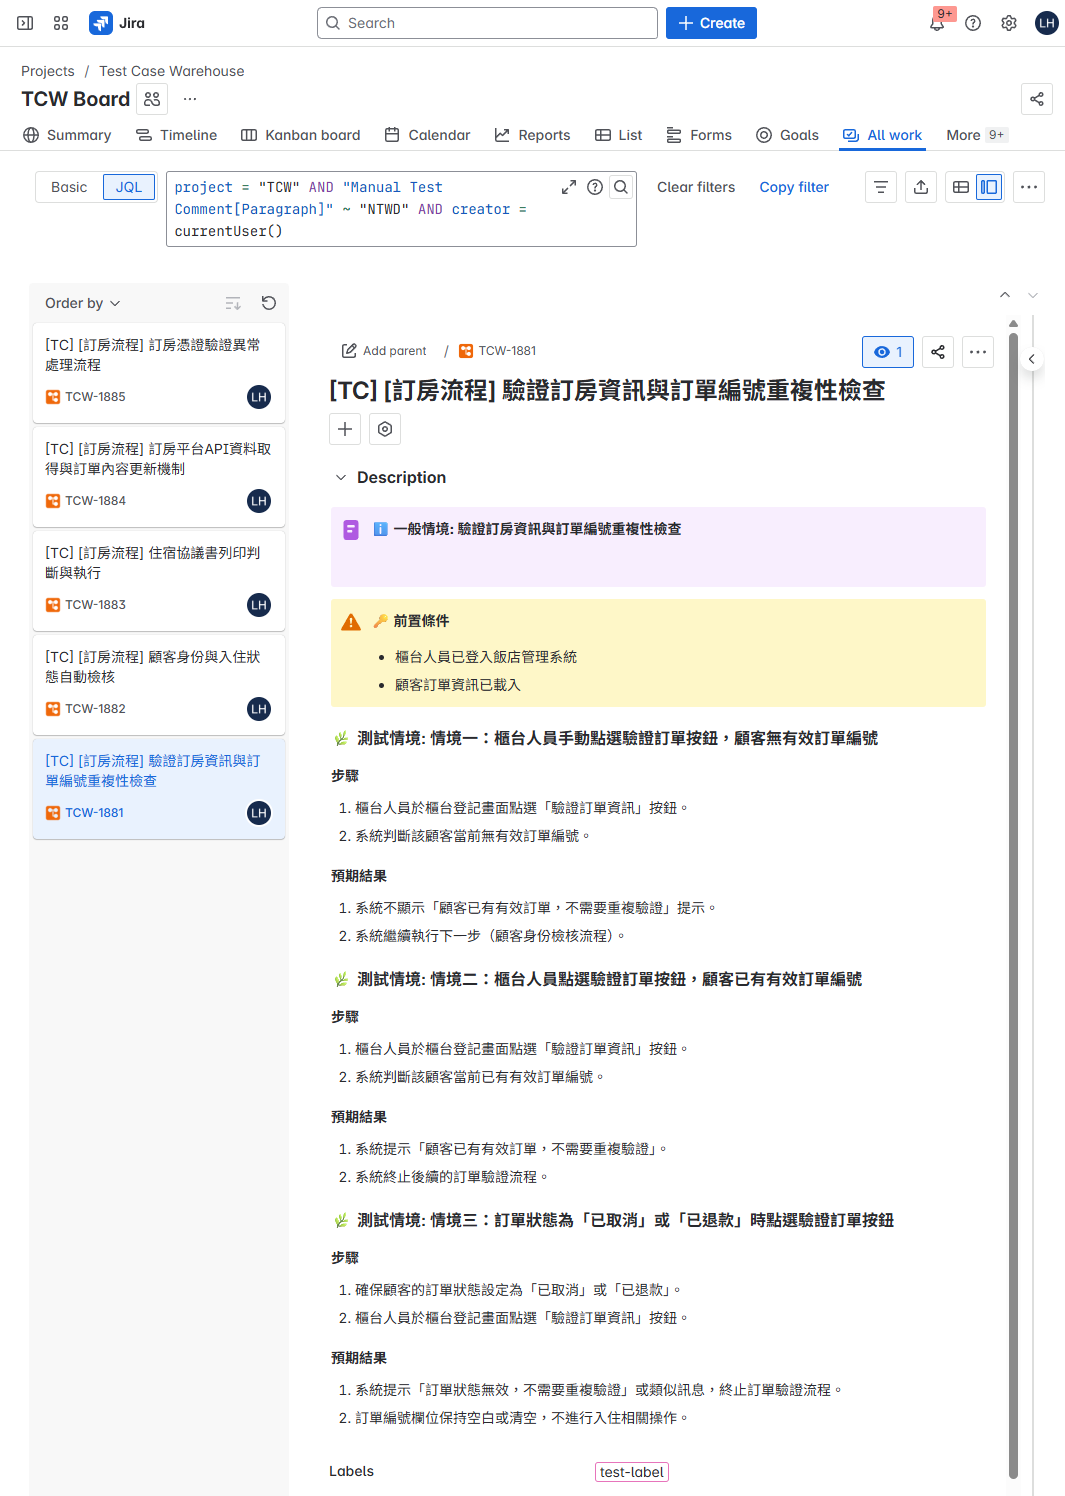 Jira
Search
Create
9+
LH
Projects / Test Case Warehouse
TCW Board
Summary
Timeline
Kanban board
Calendar
Reports
List
Forms
Goals
All work
More 9+
Basic
JQL
project = "TCW" AND "Manual Test
Comment[Paragraph]" ~ "NTWD" AND creator =
currentUser()
Clear filters
Copy filter
Order by
[TC] [訂房流程] 訂房憑證驗證異常
處理流程
TCW-1885
LH
[TC] [訂房流程] 訂房平台API資料取
得與訂單內容更新機制
TCW-1884
LH
[TC] [訂房流程] 住宿協議書列印判
斷與執行
TCW-1883
LH
[TC] [訂房流程] 顧客身份與入住狀
態自動檢核
TCW-1882
LH
[TC] [訂房流程] 驗證訂房資訊與訂
單編號重複性檢查
TCW-1881
LH
Add parent / TCW-1881
1
[TC] [訂房流程] 驗證訂房資訊與訂單編號重複性檢查
Description
ℹ️ 一般情境: 驗證訂房資訊與訂單編號重複性檢查
🔑 前置條件
• 櫃台人員已登入飯店管理系統
• 顧客訂單資訊已載入
🌿 測試情境: 情境一：櫃台人員手動點選驗證訂單按鈕，顧客無有效訂單編號
步驟
1. 櫃台人員於櫃台登記畫面點選「驗證訂單資訊」按鈕。
2. 系統判斷該顧客當前無有效訂單編號。
預期結果
1. 系統不顯示「顧客已有有效訂單，不需要重複驗證」提示。
2. 系統繼續執行下一步（顧客身份檢核流程）。
🌿 測試情境: 情境二：櫃台人員點選驗證訂單按鈕，顧客已有有效訂單編號
步驟
1. 櫃台人員於櫃台登記畫面點選「驗證訂單資訊」按鈕。
2. 系統判斷該顧客當前已有有效訂單編號。
預期結果
1. 系統提示「顧客已有有效訂單，不需要重複驗證」。
2. 系統終止後續的訂單驗證流程。
🌿 測試情境: 情境三：訂單狀態為「已取消」或「已退款」時點選驗證訂單按鈕
步驟
1. 確保顧客的訂單狀態設定為「已取消」或「已退款」。
2. 櫃台人員於櫃台登記畫面點選「驗證訂單資訊」按鈕。
預期結果
1. 系統提示「訂單狀態無效，不需要重複驗證」或類似訊息，終止訂單驗證流程。
2. 訂單編號欄位保持空白或清空，不進行入住相關操作。
Labels
test-label